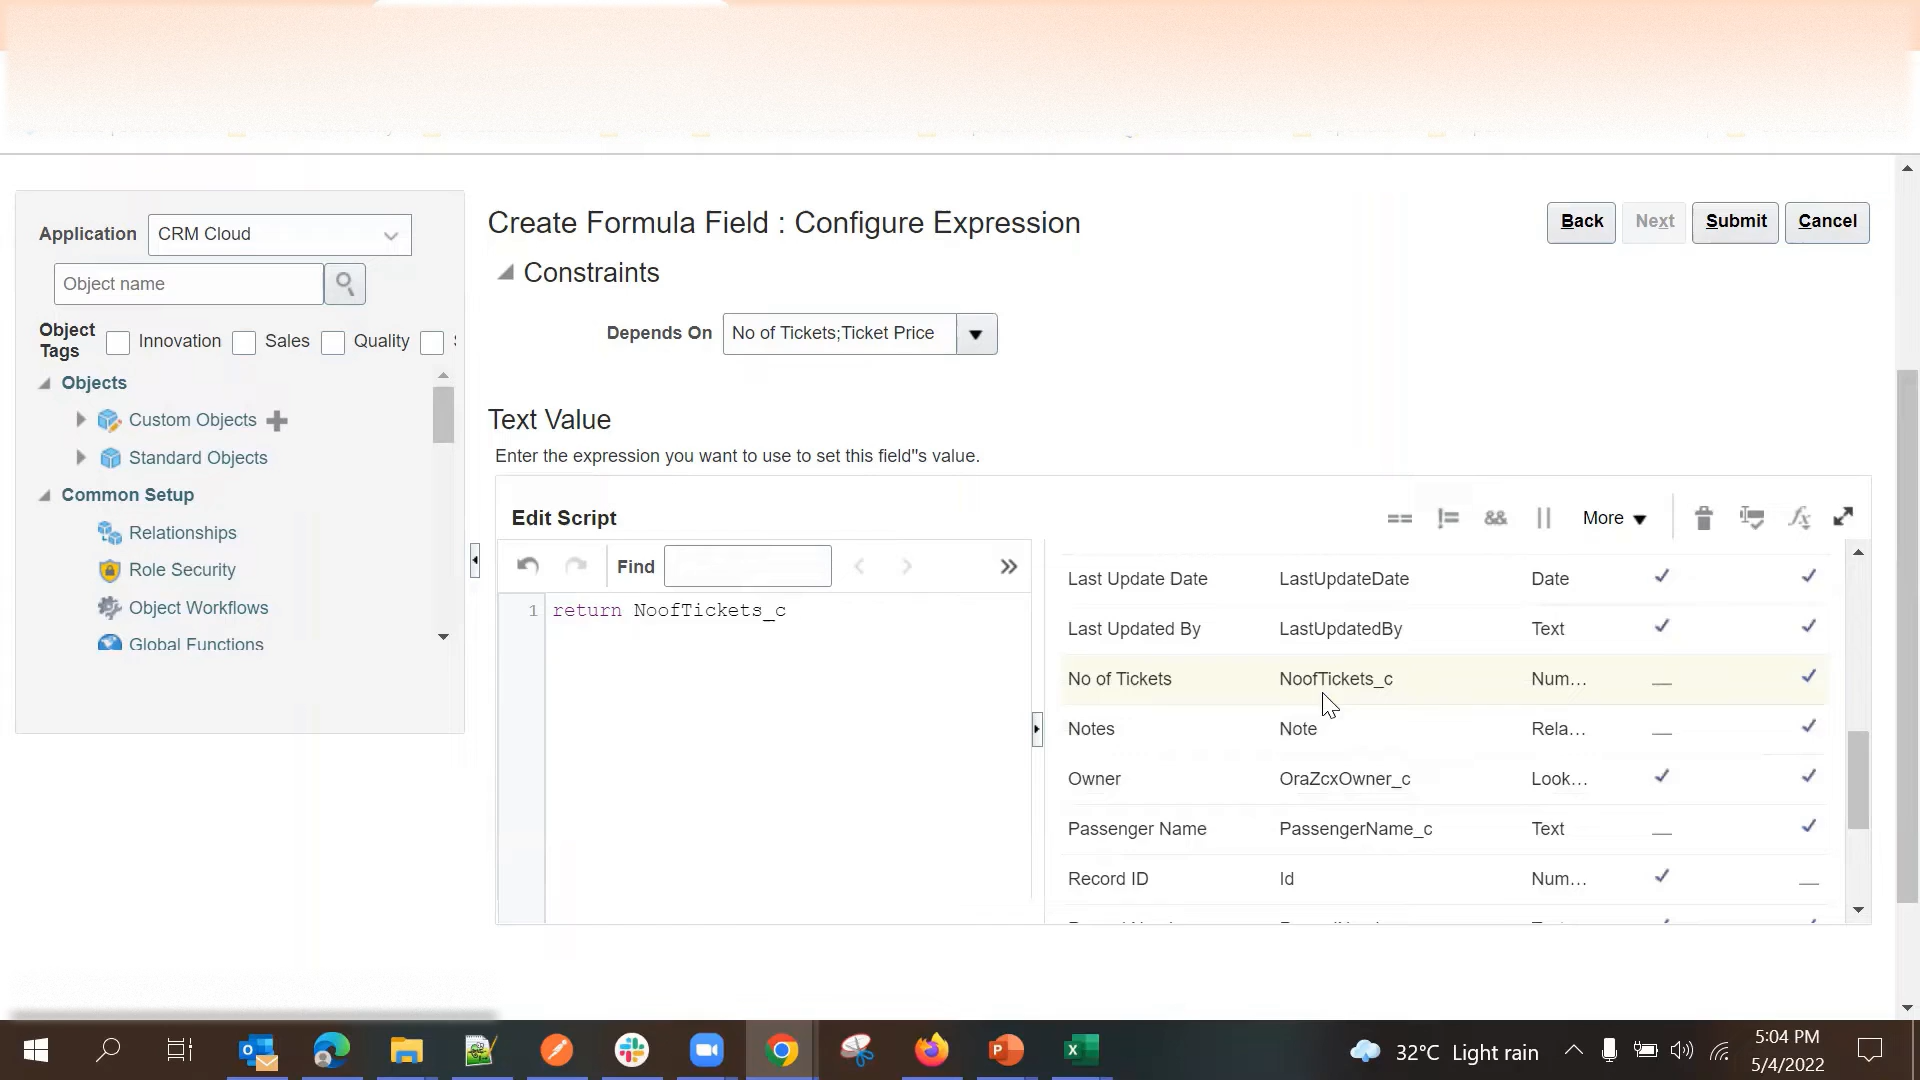 Application CRM Cloud
Object name
Object Tags Innovation Sales Quality
Objects
Custom Objects
Standard Objects
Common Setup
Relationships
Role Security
Object Workflows
Global Functions
Create Formula Field : Configure Expression
Back Next Submit Cancel
Constraints
Depends On No of Tickets;Ticket Price
Text Value
Enter the expression you want to use to set this field"s value.
Edit Script
== != && || More
Find
1 return NoofTickets_c
Last Update Date LastUpdateDate Date
Last Updated By LastUpdatedBy Text
No of Tickets NoofTickets_c Num...
Notes Note Rela...
Owner OraZcxOwner_c Look...
Passenger Name PassengerName_c Text
Record ID Id Num...
32°C Light rain
5:04 PM
5/4/2022